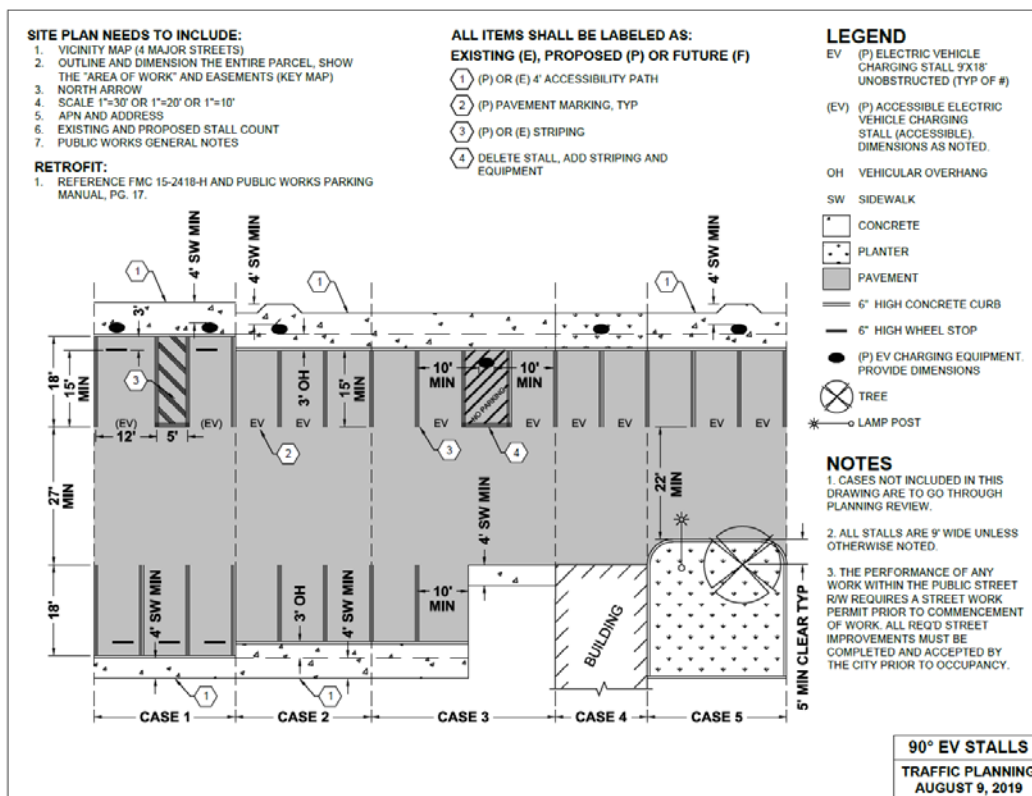 SITE PLAN NEEDS TO INCLUDE:
1. VICINITY MAP (4 MAJOR STREETS)
2. OUTLINE AND DIMENSION THE ENTIRE PARCEL, SHOW
THE "AREA OF WORK" AND EASEMENTS (KEY MAP)
3. NORTH ARROW
4. SCALE 1"=30' OR 1"=20' OR 1"=10'
5. APN AND ADDRESS
6. EXISTING AND PROPOSED STALL COUNT
7. PUBLIC WORKS GENERAL NOTES
RETROFIT:
1. REFERENCE FMC 15-2418-H AND PUBLIC WORKS PARKING
MANUAL, PG. 17.
ALL ITEMS SHALL BE LABELED AS:
EXISTING (E), PROPOSED (P) OR FUTURE (F)
1 (P) OR (E) 4' ACCESSIBILITY PATH
2 (P) PAVEMENT MARKING, TYP
3 (P) OR (E) STRIPING
4 DELETE STALL, ADD STRIPING AND
EQUIPMENT
LEGEND
EV (P) ELECTRIC VEHICLE
CHARGING STALL 9'X18'
UNOBSTRUCTED (TYP OF #)
(EV) (P) ACCESSIBLE ELECTRIC
VEHICLE CHARGING
STALL (ACCESSIBLE).
DIMENSIONS AS NOTED.
OH VEHICULAR OVERHANG
SW SIDEWALK
CONCRETE
PLANTER
PAVEMENT
6" HIGH CONCRETE CURB
6" HIGH WHEEL STOP
(P) EV CHARGING EQUIPMENT.
PROVIDE DIMENSIONS
TREE
LAMP POST
NOTES
1. CASES NOT INCLUDED IN THIS
DRAWING ARE TO GO THROUGH
PLANNING REVIEW.
2. ALL STALLS ARE 9' WIDE UNLESS
OTHERWISE NOTED.
3. THE PERFORMANCE OF ANY
WORK WITHIN THE PUBLIC STREET
R/W REQUIRES A STREET WORK
PERMIT PRIOR TO COMMENCEMENT
OF WORK. ALL REQ'D STREET
IMPROVEMENTS MUST BE
COMPLETED AND ACCEPTED BY
THE CITY PRIOR TO OCCUPANCY.
1
4' SW MIN
4' SW MIN
1
1
4' SW MIN
3'
18'
15'
MIN
3' OH
15'
MIN
10'
MIN
10'
MIN
NO PARKING
(EV)
(EV)
EV
EV
EV
EV
EV
EV
EV
EV
EV
12'
5'
3
2
3
4
27'
MIN
22'
MIN
4' SW MIN
18'
4' SW MIN
3' OH
4' SW MIN
10'
MIN
BUILDING
5' MIN CLEAR TYP
1
1
CASE 1
CASE 2
CASE 3
CASE 4
CASE 5
90° EV STALLS
TRAFFIC PLANNING
AUGUST 9, 2019